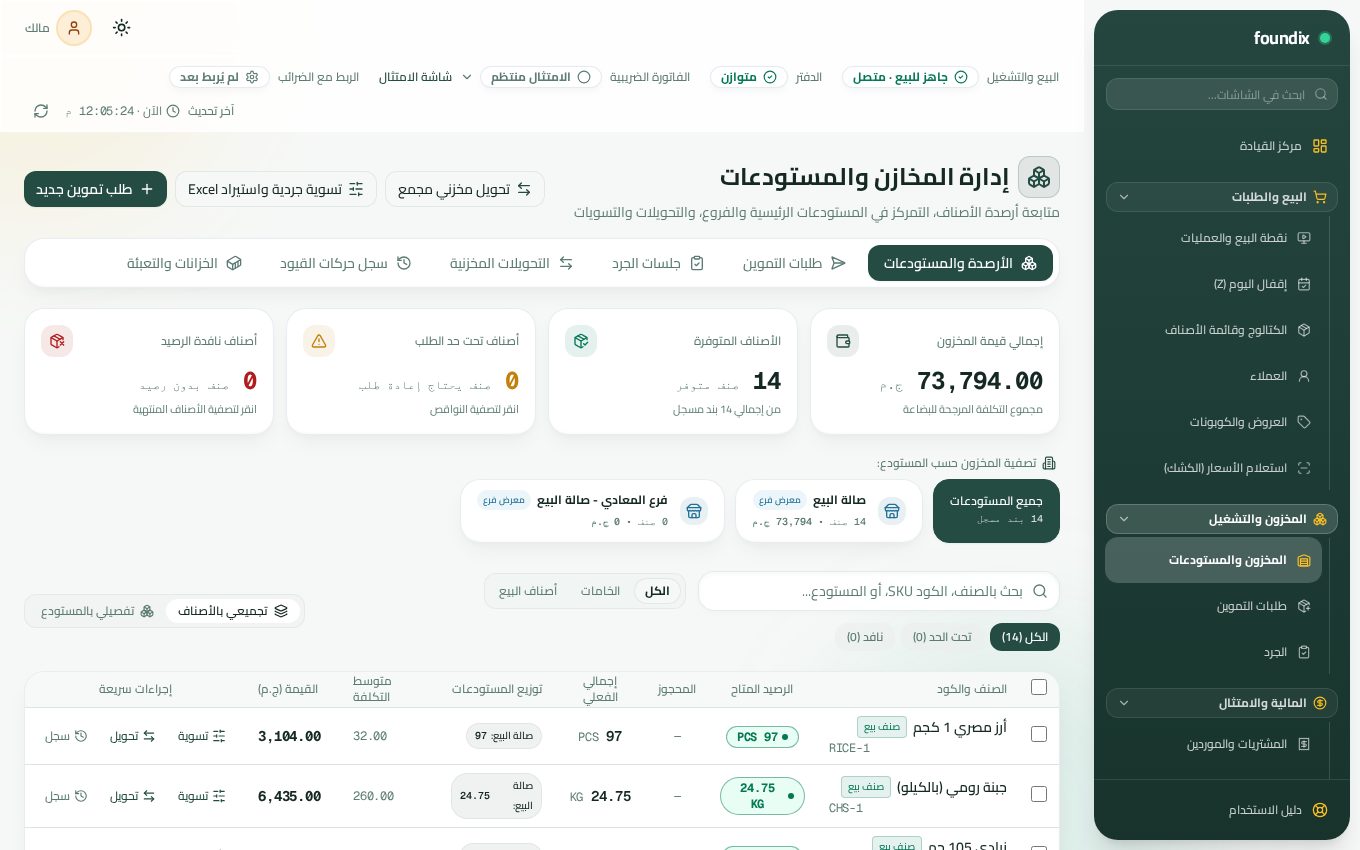 foundix
ابحث في الشاشات...
مركز القيادة
البيع والطلبات
نقطة البيع والعمليات
إقفال اليوم (Z)
الكتالوج وقائمة الأصناف
العملاء
العروض والكوبونات
استعلام الأسعار (الكشك)
المخزون والتشغيل
المخزون والمستودعات
طلبات التموين
الجرد
المالية والامتثال
المشتريات والموردين
دليل الاستخدام
مالك
البيع والتشغيل جاهز للبيع · متصل الدفتر متوازن الفاتورة الضريبية الامتثال منتظم شاشة الامتثال الربط مع الضرائب لم يُربط بعد
آخر تحديث الآن · 12:05:24 م
إدارة المخازن والمستودعات
متابعة أرصدة الأصناف، التمركز في المستودعات الرئيسية والفروع، والتحويلات والتسويات
تحويل مخزني مجمع تسوية جردية واستيراد Excel طلب تموين جديد
الأرصدة والمستودعات طلبات التموين جلسات الجرد التحويلات المخزنية سجل حركات القيود الخزانات والتعبئة
إجمالي قيمة المخزون
73,794.00 ج.م
مجموع التكلفة المرجحة للبضاعة
الأصناف المتوفرة
14 صنف متوفر
من إجمالي 14 بند مسجل
أصناف تحت حد الطلب
0 صنف يحتاج إعادة طلب
انقر لتصفية النواقص
أصناف نافدة الرصيد
0 صنف بدون رصيد
انقر لتصفية الأصناف المنتهية
تصفية المخزون حسب المستودع:
جميع المستودعات
14 بند مسجل
صالة البيع معرض فرع
14 صنف • 73,794 ج.م
فرع المعادي - صالة البيع معرض فرع
0 صنف • 0 ج.م
بحث بالصنف، الكود SKU، أو المستودع...
الكل الخامات أصناف البيع
تجميعي بالأصناف تفصيلي بالمستودع
الكل (14) تحت الحد (0) نافد (0)
الصنف والكود الرصيد المتاح المحجوز إجمالي الفعلي توزيع المستودعات متوسط التكلفة القيمة (ج.م) إجراءات سريعة
أرز مصري 1 كجم صنف بيع
RICE-1
97 PCS
—
97 PCS
صالة البيع: 97
32.00
3,104.00
تسوية تحويل سجل
جبنة رومي (بالكيلو) صنف بيع
CHS-1
24.75 KG
—
24.75 KG
صالة البيع: 24.75
260.00
6,435.00
تسوية تحويل سجل
زبادي 105 جم صنف بيع